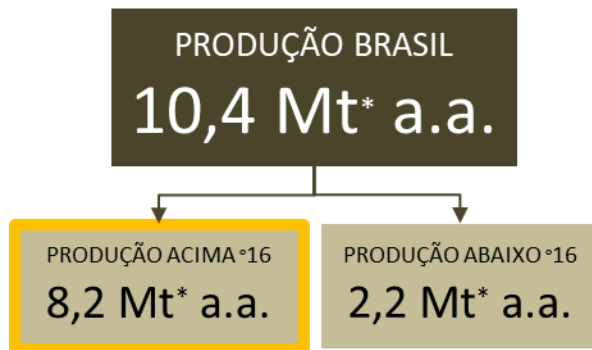 PRODUÇÃO BRASIL
10,4 Mt* a.a.
PRODUÇÃO ACIMA °16
8,2 Mt* a.a.
PRODUÇÃO ABAIXO °16
2,2 Mt* a.a.